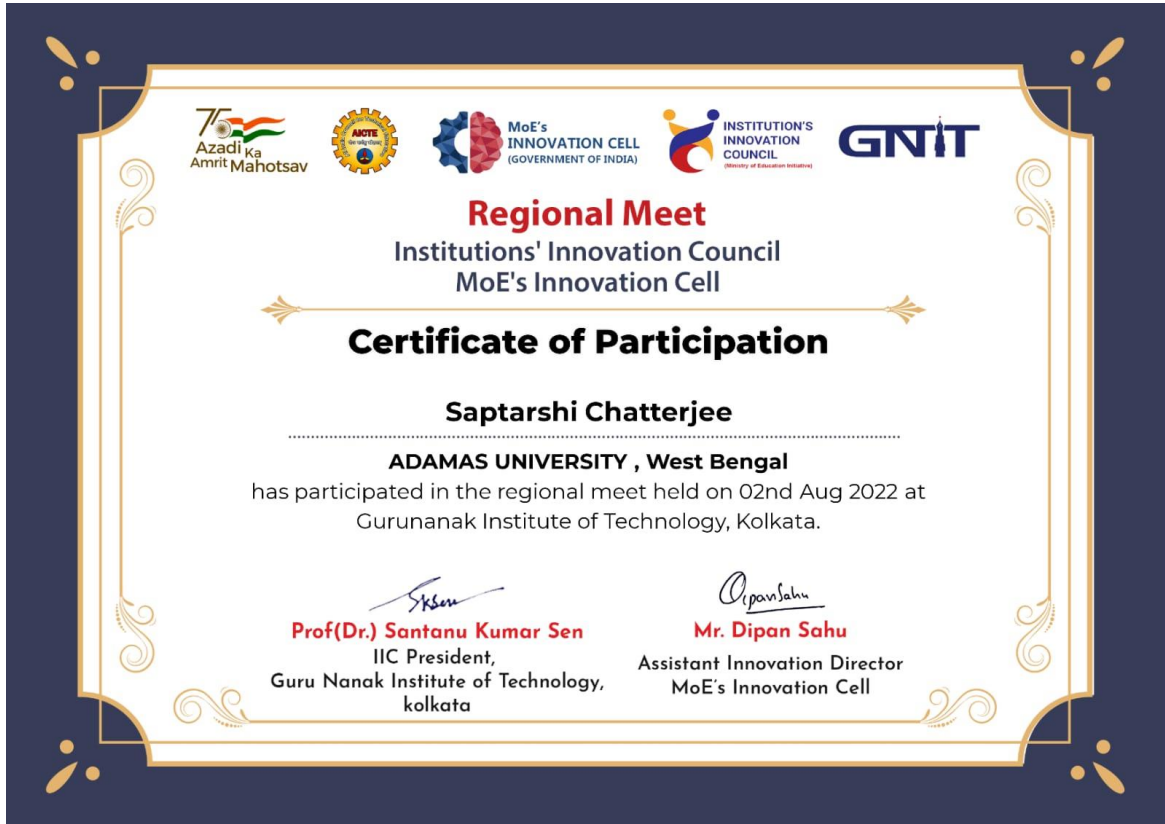 75
Azadi Ka
Amrit Mahotsav
AICTE
MoE's
INNOVATION CELL
(GOVERNMENT OF INDIA)
INSTITUTION'S
INNOVATION
COUNCIL
(Ministry of Education Initiative)
GNIT
Regional Meet
Institutions' Innovation Council
MoE's Innovation Cell
Certificate of Participation
Saptarshi Chatterjee
ADAMAS UNIVERSITY , West Bengal
has participated in the regional meet held on 02nd Aug 2022 at
Gurunanak Institute of Technology, Kolkata.
SKSen
DipanSahu
Prof(Dr.) Santanu Kumar Sen
Mr. Dipan Sahu
IIC President,
Assistant Innovation Director
Guru Nanak Institute of Technology,
MoE's Innovation Cell
kolkata